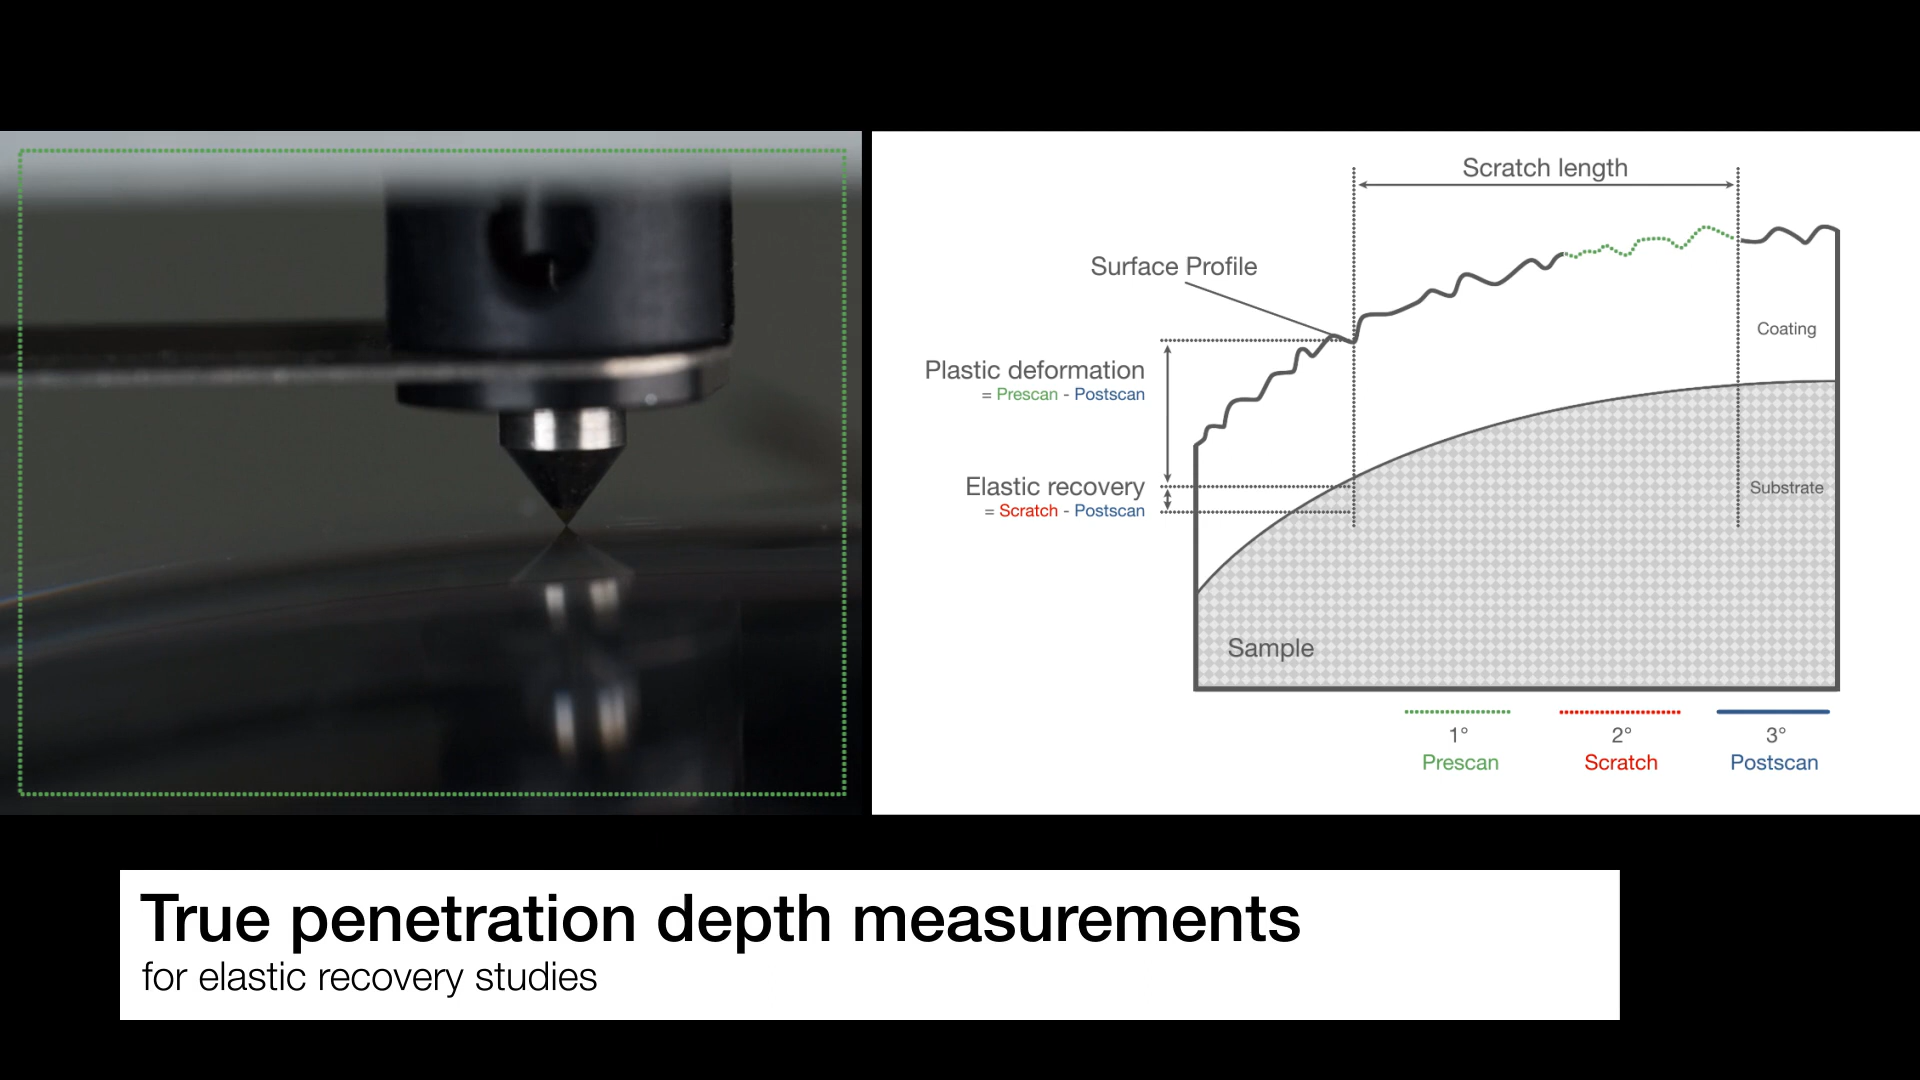 Scratch length
Surface Profile
Coating
Plastic deformation
= Prescan - Postscan
Elastic recovery
= Scratch - Postscan
Substrate
Sample
1° 2° 3°
Prescan Scratch Postscan
True penetration depth measurements
for elastic recovery studies